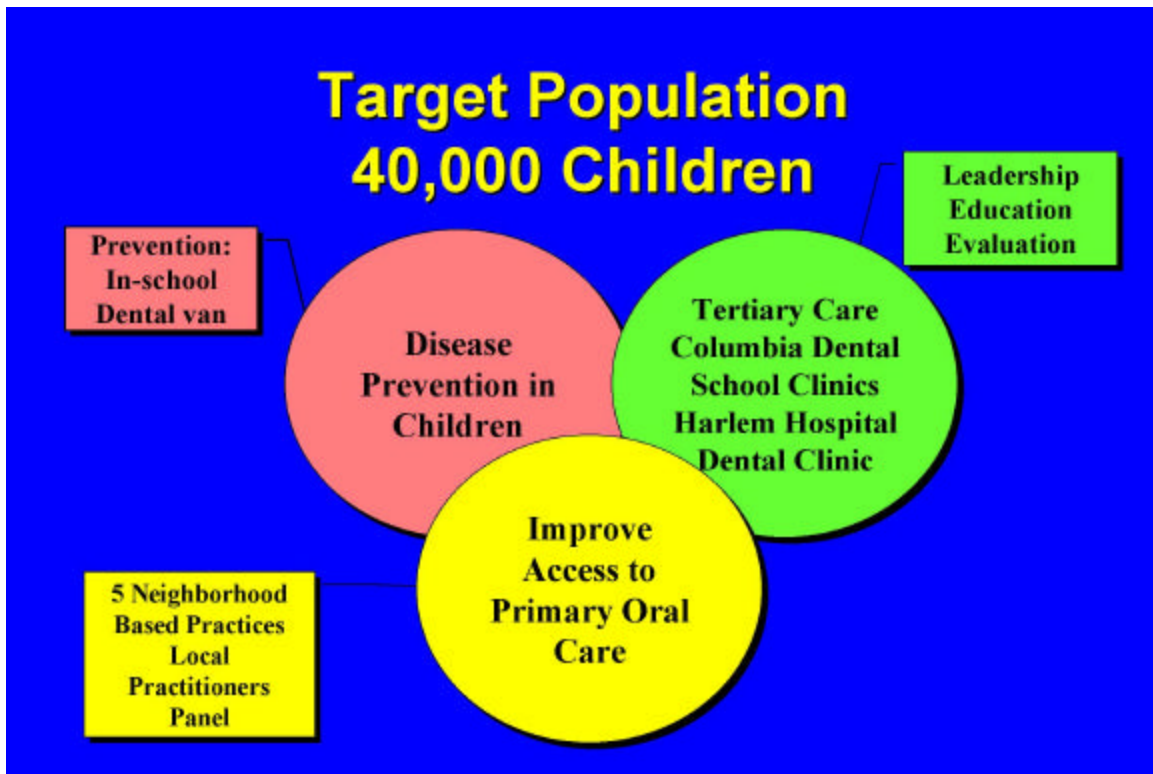 Target Population
40,000 Children
Leadership
Education
Evaluation
Prevention:
In-school
Dental van
Disease
Prevention in
Children
Tertiary Care
Columbia Dental
School Clinics
Harlem Hospital
Dental Clinic
Improve
Access to
Primary Oral
Care
5 Neighborhood
Based Practices
Local
Practitioners
Panel